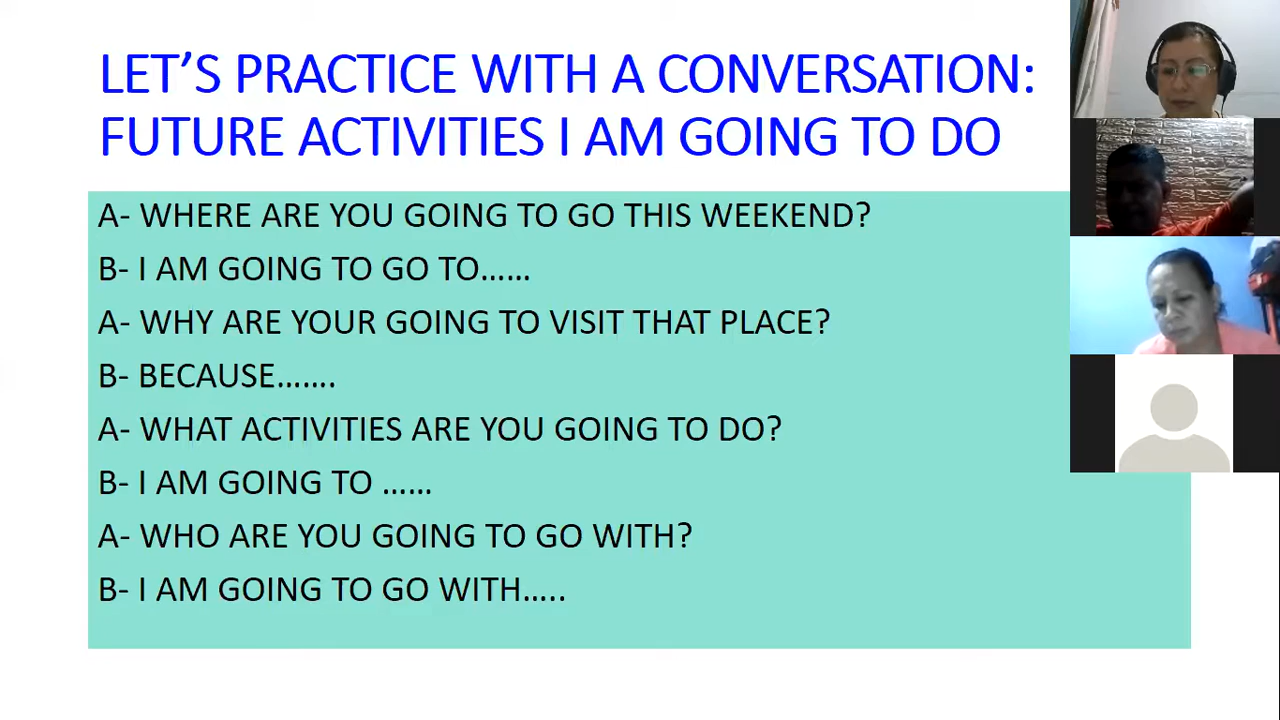 LET’S PRACTICE WITH A CONVERSATION:
FUTURE ACTIVITIES I AM GOING TO DO
A- WHERE ARE YOU GOING TO GO THIS WEEKEND?
B- I AM GOING TO GO TO……
A- WHY ARE YOUR GOING TO VISIT THAT PLACE?
B- BECAUSE…….
A- WHAT ACTIVITIES ARE YOU GOING TO DO?
B- I AM GOING TO ……
A- WHO ARE YOU GOING TO GO WITH?
B- I AM GOING TO GO WITH…..